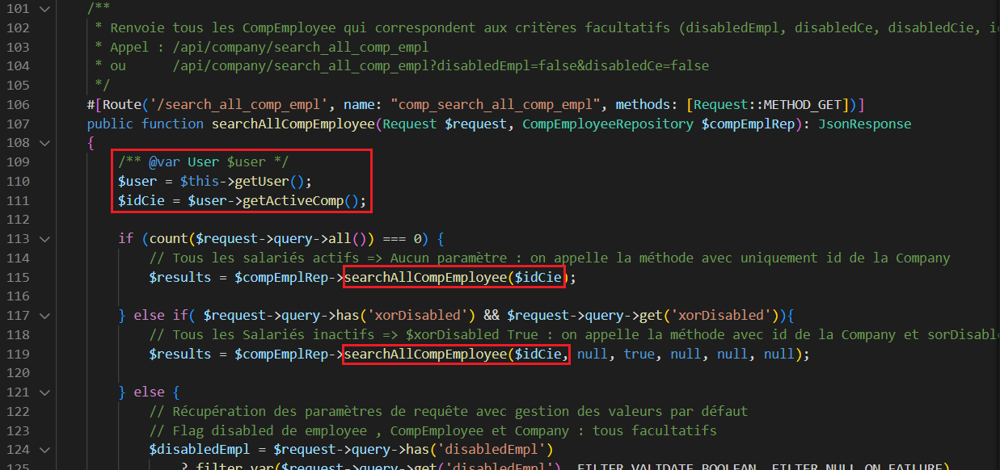 101 /**
102 * Renvoie tous les CompEmployee qui correspondent aux critères facultatifs (disabledEmpl, disabledCe, disabledCie,
103 * Appel : /api/company/search_all_comp_empl
104 * ou /api/company/search_all_comp_empl?disabledEmpl=false&disabledCe=false
105 */
106 #[Route('/search_all_comp_empl', name: "comp_search_all_comp_empl", methods: [Request::METHOD_GET])]
107 public function searchAllCompEmployee(Request $request, CompEmployeeRepository $compEmplRep): JsonResponse
108 {
109 /** @var User $user */
110 $user = $this->getUser();
111 $idCie = $user->getActiveComp();
112
113 if (count($request->query->all()) === 0) {
114 // Tous les salariés actifs => Aucun paramètre : on appelle la méthode avec uniquement id de la Company
115 $results = $compEmplRep->searchAllCompEmployee($idCie);
116
117 } else if( $request->query->has('xorDisabled') && $request->query->get('xorDisabled')){
118 // Tous les Salariés inactifs => $xorDisabled True : on appelle la méthode avec id de la Company et sorDisable
119 $results = $compEmplRep->searchAllCompEmployee($idCie, null, true, null, null, null);
120
121 } else {
122 // Récupération des paramètres de requête avec gestion des valeurs par défaut
123 // Flag disabled de employee , CompEmployee et Company : tous facultatifs
124 $disabledEmpl = $request->query->has('disabledEmpl')
125 ? filter_var($request->query->get('disabledEmpl'), FILTER_VALIDATE_BOOLEAN, FILTER_NULL_ON_FAILURE)